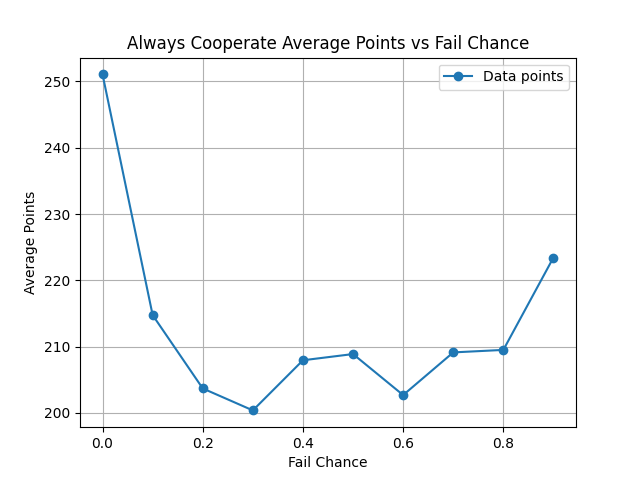 Always Cooperate Average Points vs Fail Chance
Data points
250
240
230
220
210
200
Average Points
0.0 0.2 0.4 0.6 0.8
Fail Chance